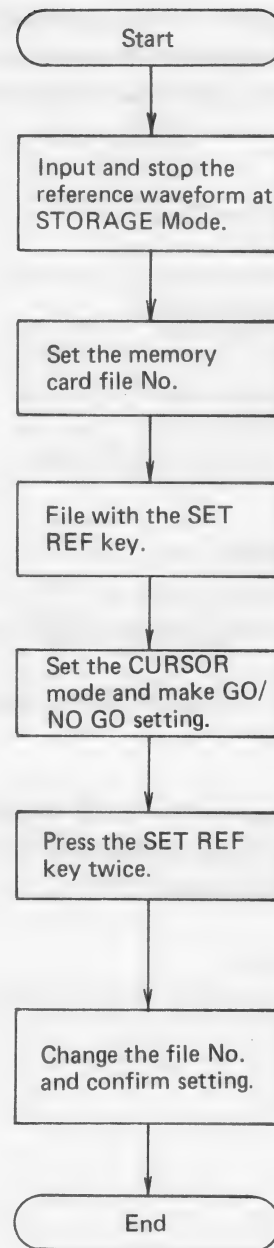 Start
Input and stop the
reference waveform at
STORAGE Mode.
Set the memory
card file No.
File with the SET
REF key.
Set the CURSOR
mode and make GO/
NO GO setting.
Press the SET REF
key twice.
Change the file No.
and confirm setting.
End